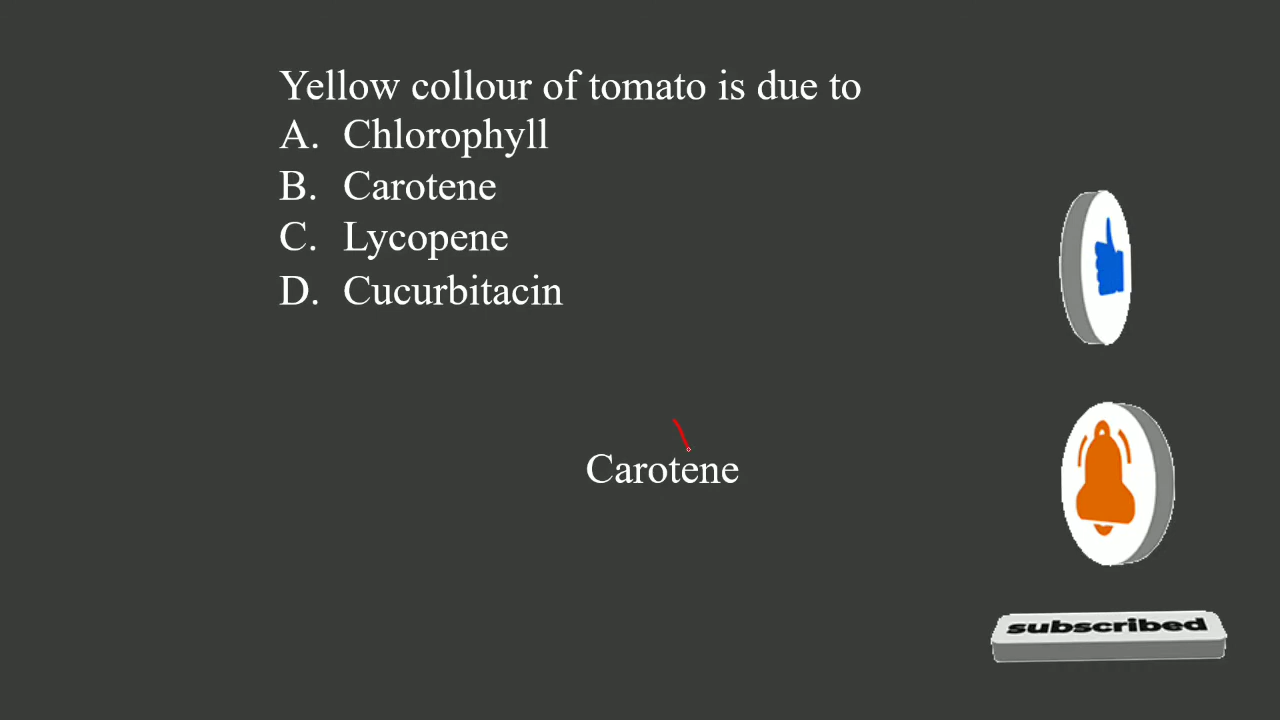 Yellow collour of tomato is due to
A. Chlorophyll
B. Carotene
C. Lycopene
D. Cucurbitacin
Carotene
subscribed